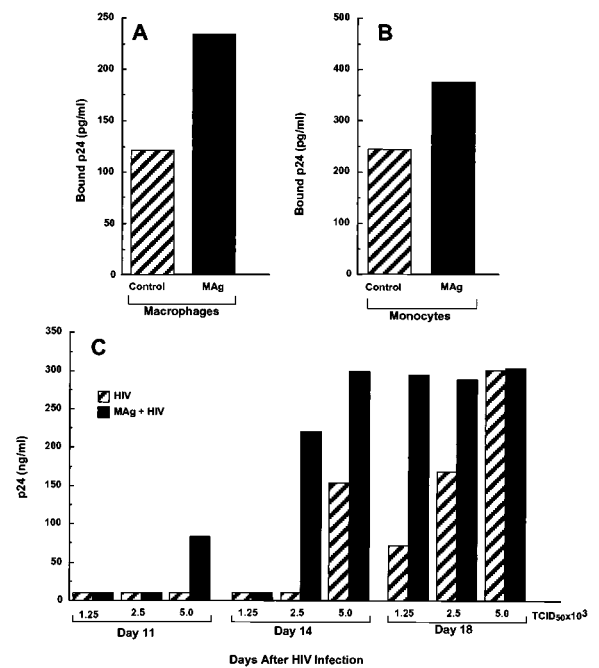 A
250
200
150
100
50
0
Bound p24 (pg/ml)
Control
MAg
Macrophages
B
500
400
300
200
300
0
Bound p24 (pg/ml)
Control
MAg
Monocytes
C
350
300
250
200
150
100
50
0
p24 (ng/ml)
HIV
MAg + HIV
1.25 2.5 5.0 1.25 2.5 5.0 1.25 2.5 5.0 TCID50x103
Day 11 Day 14 Day 18
Days After HIV Infection